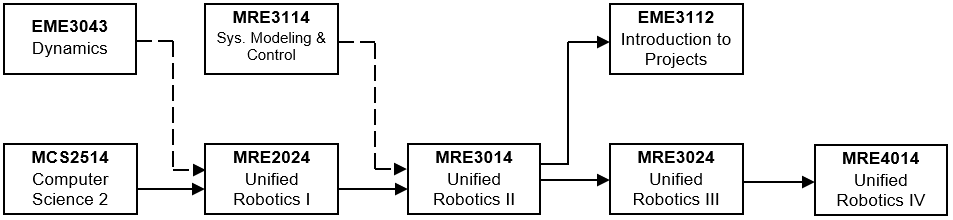 EME3043
Dynamics
MRE3114
Sys. Modeling &
Control
EME3112
Introduction to
Projects
MCS2514
Computer
Science 2
MRE2024
Unified
Robotics I
MRE3014
Unified
Robotics II
MRE3024
Unified
Robotics III
MRE4014
Unified
Robotics IV